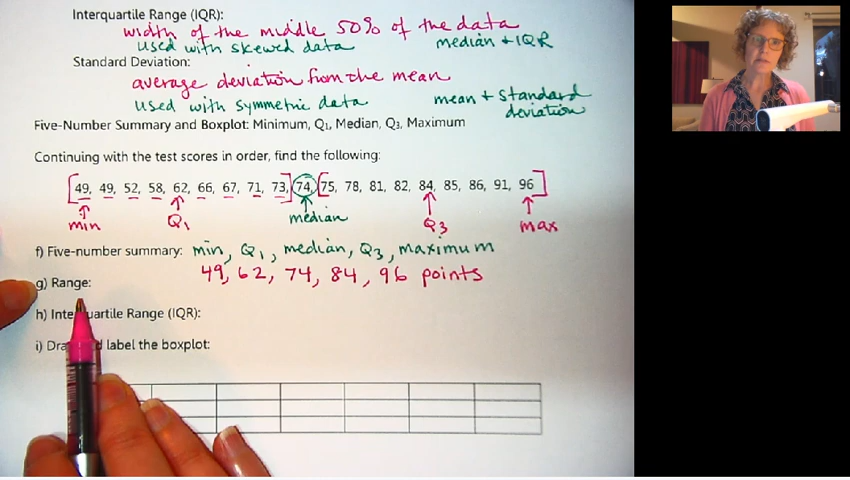 Interquartile Range (IQR):
width of the middle 50% of the data
used with skewed data median + IQR
Standard Deviation:
average deviation from the mean
used with symmetric data mean + standard deviation
Five-Number Summary and Boxplot: Minimum, Q1, Median, Q3, Maximum
Continuing with the test scores in order, find the following:
[49, 49, 52, 58, 62, 66, 67, 71, 73,] 74, [75, 78, 81, 82, 84, 85, 86, 91, 96]
min Q1 median Q3 max
f) Five-number summary: min, Q1, median, Q3, maximum
49, 62, 74, 84, 96 points
g) Range:
h) Interquartile Range (IQR):
i) Dra label the boxplot: